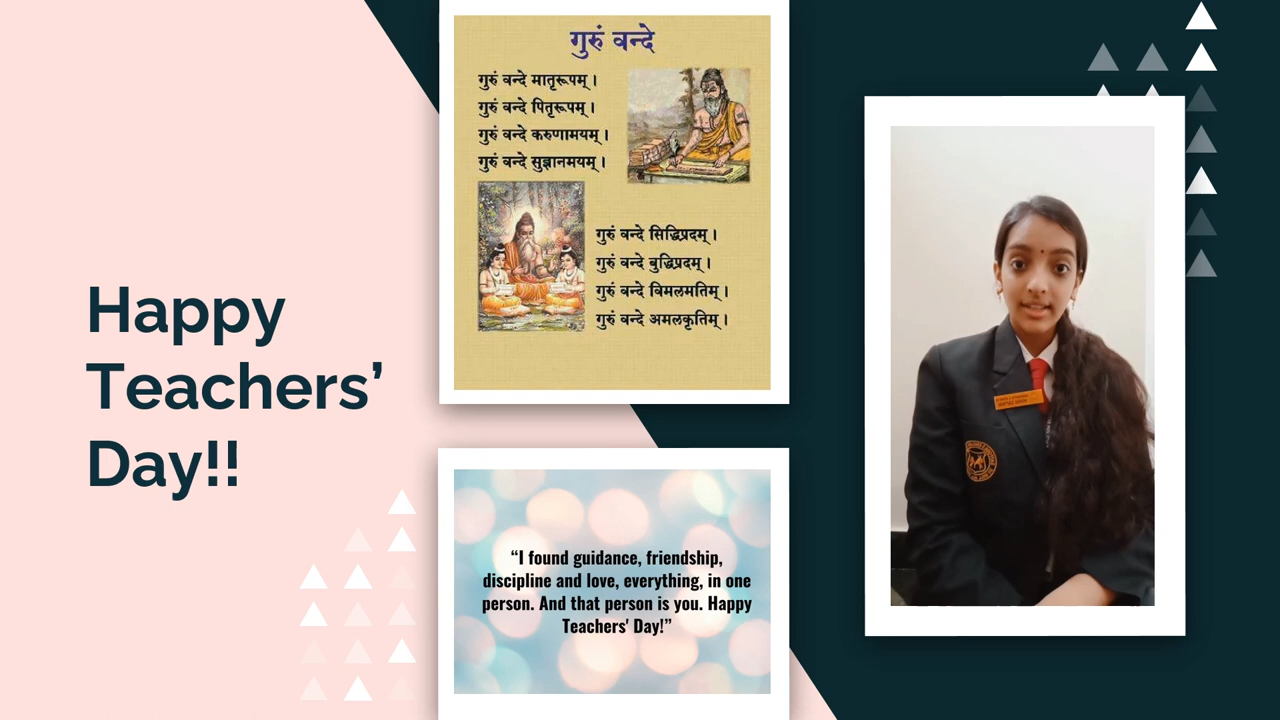 Happy
Teachers’
Day!!
गुरुं वन्दे
गुरुं वन्दे मातृरूपम् ।
गुरुं वन्दे पितृरूपम् ।
गुरुं वन्दे करुणामयम् ।
गुरुं वन्दे सुज्ञानमयम् ।
गुरुं वन्दे सिद्धिप्रदम् ।
गुरुं वन्दे बुद्धिप्रदम् ।
गुरुं वन्दे विमलमतिम् ।
गुरुं वन्दे अमलकृतिम् ।
“I found guidance, friendship,
discipline and love, everything, in one
person. And that person is you. Happy
Teachers' Day!”